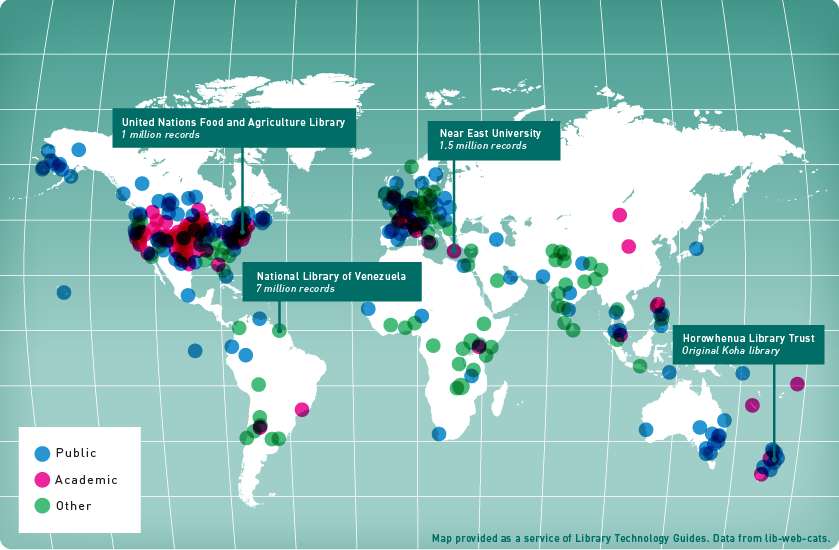 United Nations Food and Agriculture Library
1 million records
Near East University
1.5 million records
National Library of Venezuela
7 million records
Horowhenua Library Trust
Original Koha library
Public
Academic
Other
Map provided as a service of Library Technology Guides. Data from lib-web-cats.